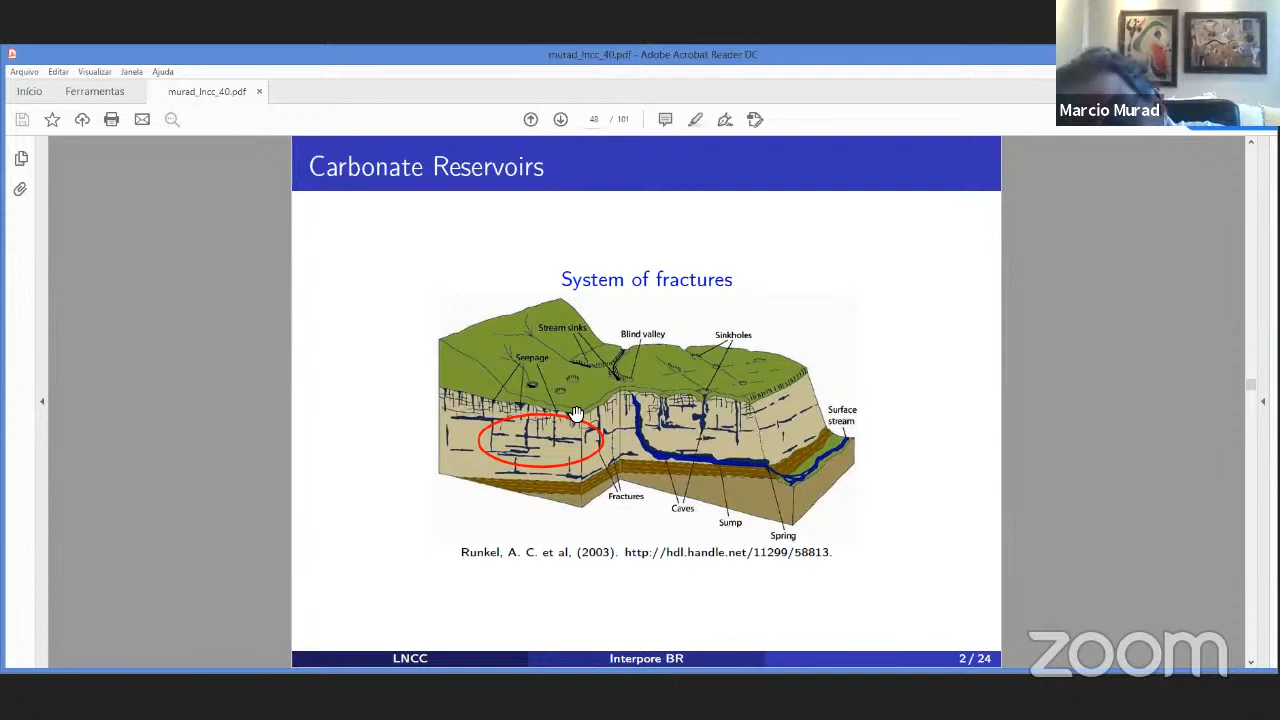 murad_lncc_40.pdf - Adobe Acrobat Reader DC
Arquivo Editar Visualizar Janela Ajuda
Início Ferramentas murad_lncc_40.pdf ×
48 / 101
Marcio Murad
Carbonate Reservoirs
System of fractures
Stream sinks
Blind valley
Sinkholes
Seepage
Surface
stream
Fractures
Caves
Sump
Spring
Runkel, A. C. et al, (2003). http://hdl.handle.net/11299/58813.
LNCC Interpore BR 2 / 24
zoom